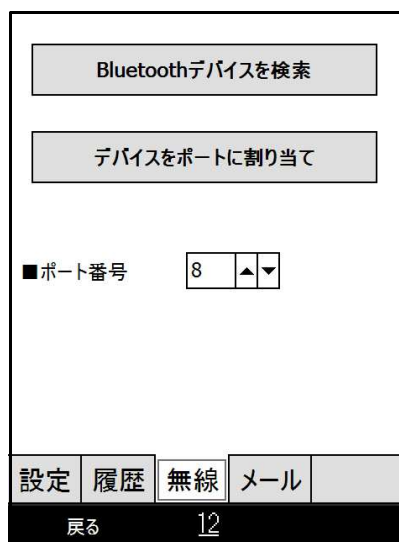 Bluetoothデバイスを検索
デバイスをポートに割り当て
■ポート番号 8 ▲▼
設定 履歴 無線 メール
戻る 12